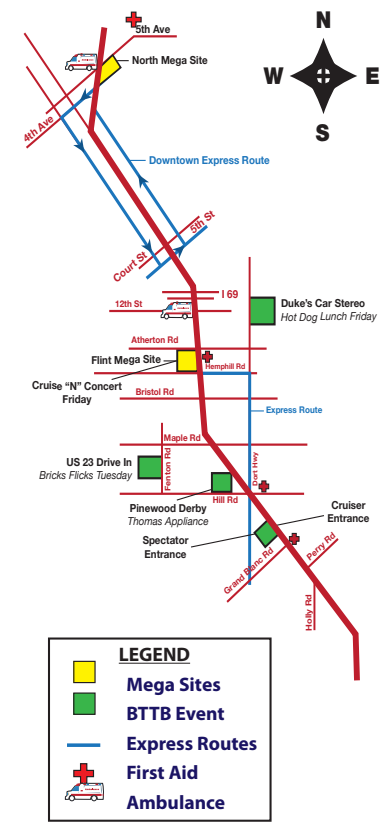 N
W
E
S
5th Ave
North Mega Site
4th Ave
Downtown Express Route
5th St
Court St
I 69
12th St
Duke's Car Stereo
Hot Dog Lunch Friday
Atherton Rd
Flint Mega Site
Hemphill Rd
Cruise “N” Concert
Friday
Bristol Rd
Express Route
Maple Rd
Fenton Rd
Dort Hwy
US 23 Drive In
Bricks Flicks Tuesday
Hill Rd
Pinewood Derby
Thomas Appliance
Cruiser
Entrance
Spectator
Entrance
Grand Blanc Rd
Perry Rd
Holly Rd
LEGEND
Mega Sites
BTTB Event
Express Routes
First Aid
Ambulance